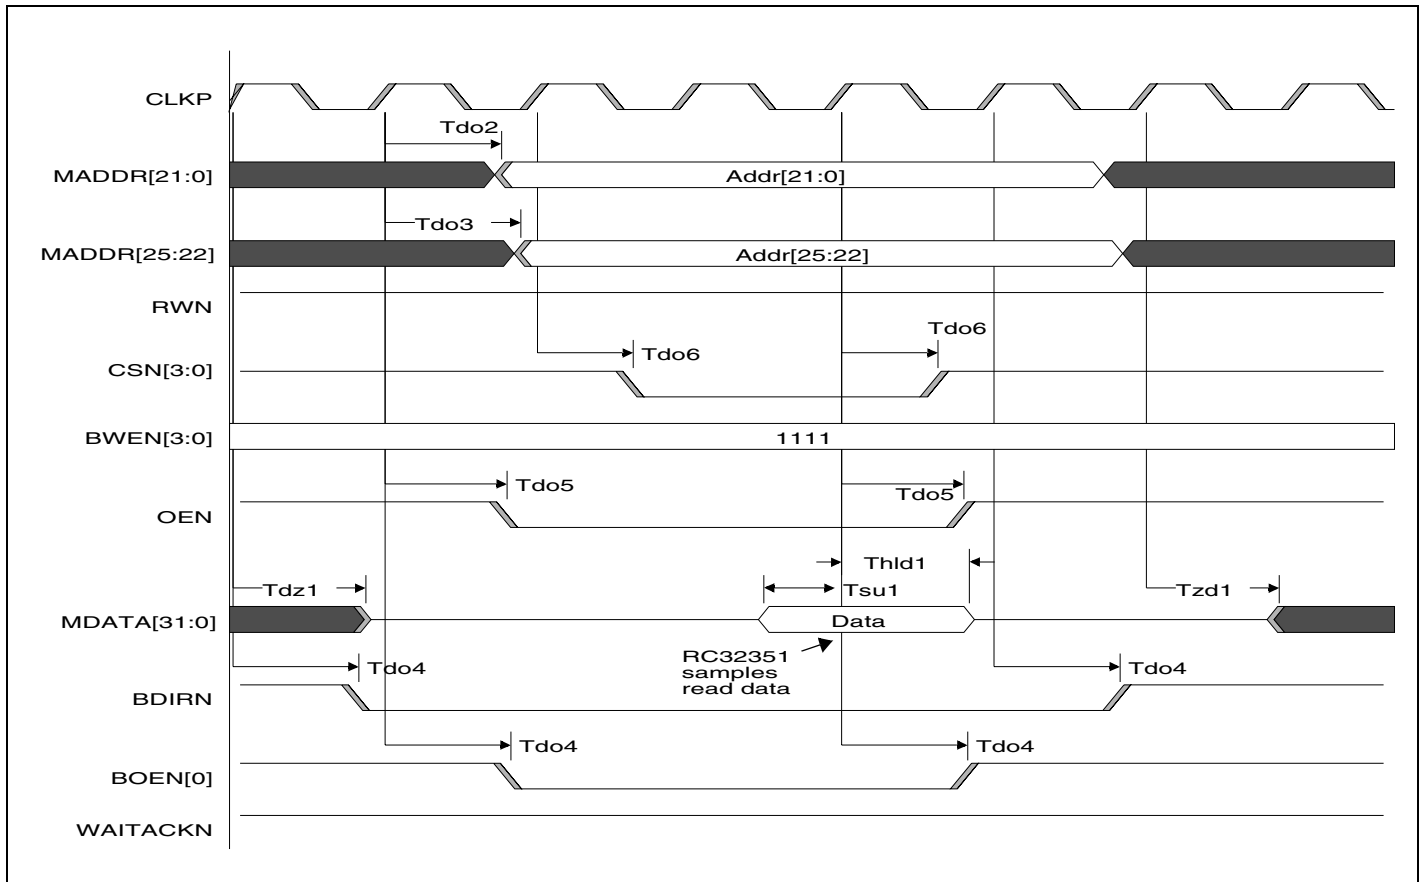 CLKP
Tdo2
MADDR[21:0]
Addr[21:0]
Tdo3
MADDR[25:22]
Addr[25:22]
RWN
Tdo6
Tdo6
CSN[3:0]
BWEN[3:0]
1111
Tdo5
Tdo5
OEN
Thld1
Tdz1
Tsu1
Tzd1
MDATA[31:0]
Data
RC32351
samples
read data
Tdo4
Tdo4
BDIRN
Tdo4
Tdo4
BOEN[0]
WAITACKN